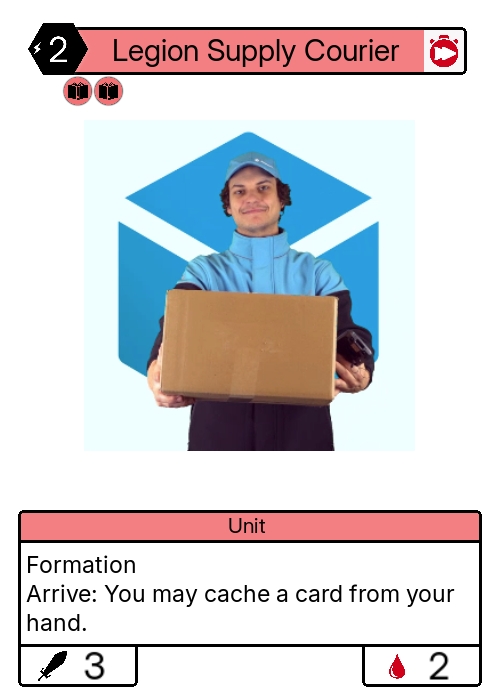 2 Legion Supply Courier
Unit
Formation
Arrive: You may cache a card from your
hand.
3 2